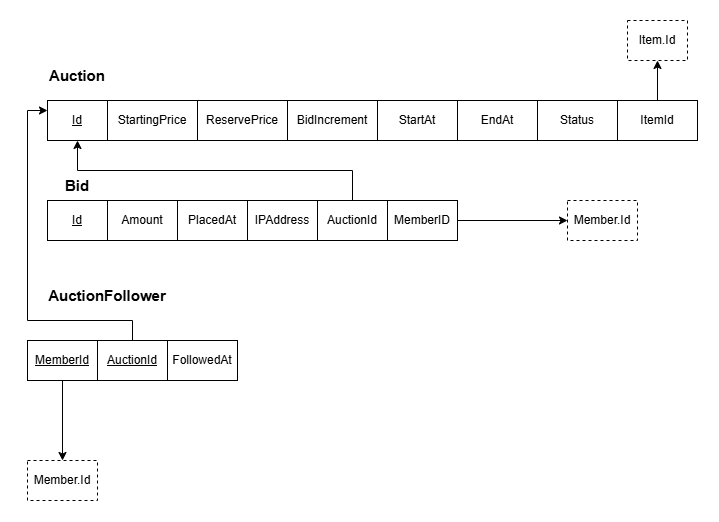 Item.Id
Auction
Id StartingPrice ReservePrice BidIncrement StartAt EndAt Status ItemId
Bid
Id Amount PlacedAt IPAddress AuctionId MemberID Member.Id
AuctionFollower
MemberId AuctionId FollowedAt
Member.Id